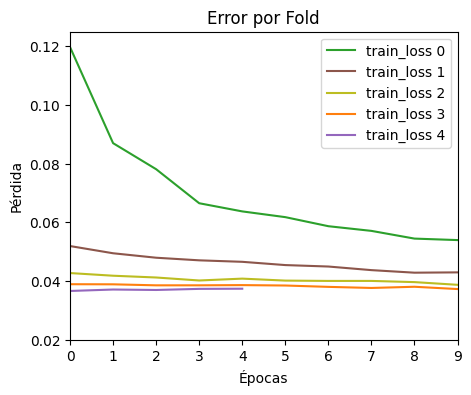 Error por Fold
0.12
0.10
0.08
0.06
0.04
0.02
Pérdida
train_loss 0
train_loss 1
train_loss 2
train_loss 3
train_loss 4
0 1 2 3 4 5 6 7 8 9
Épocas